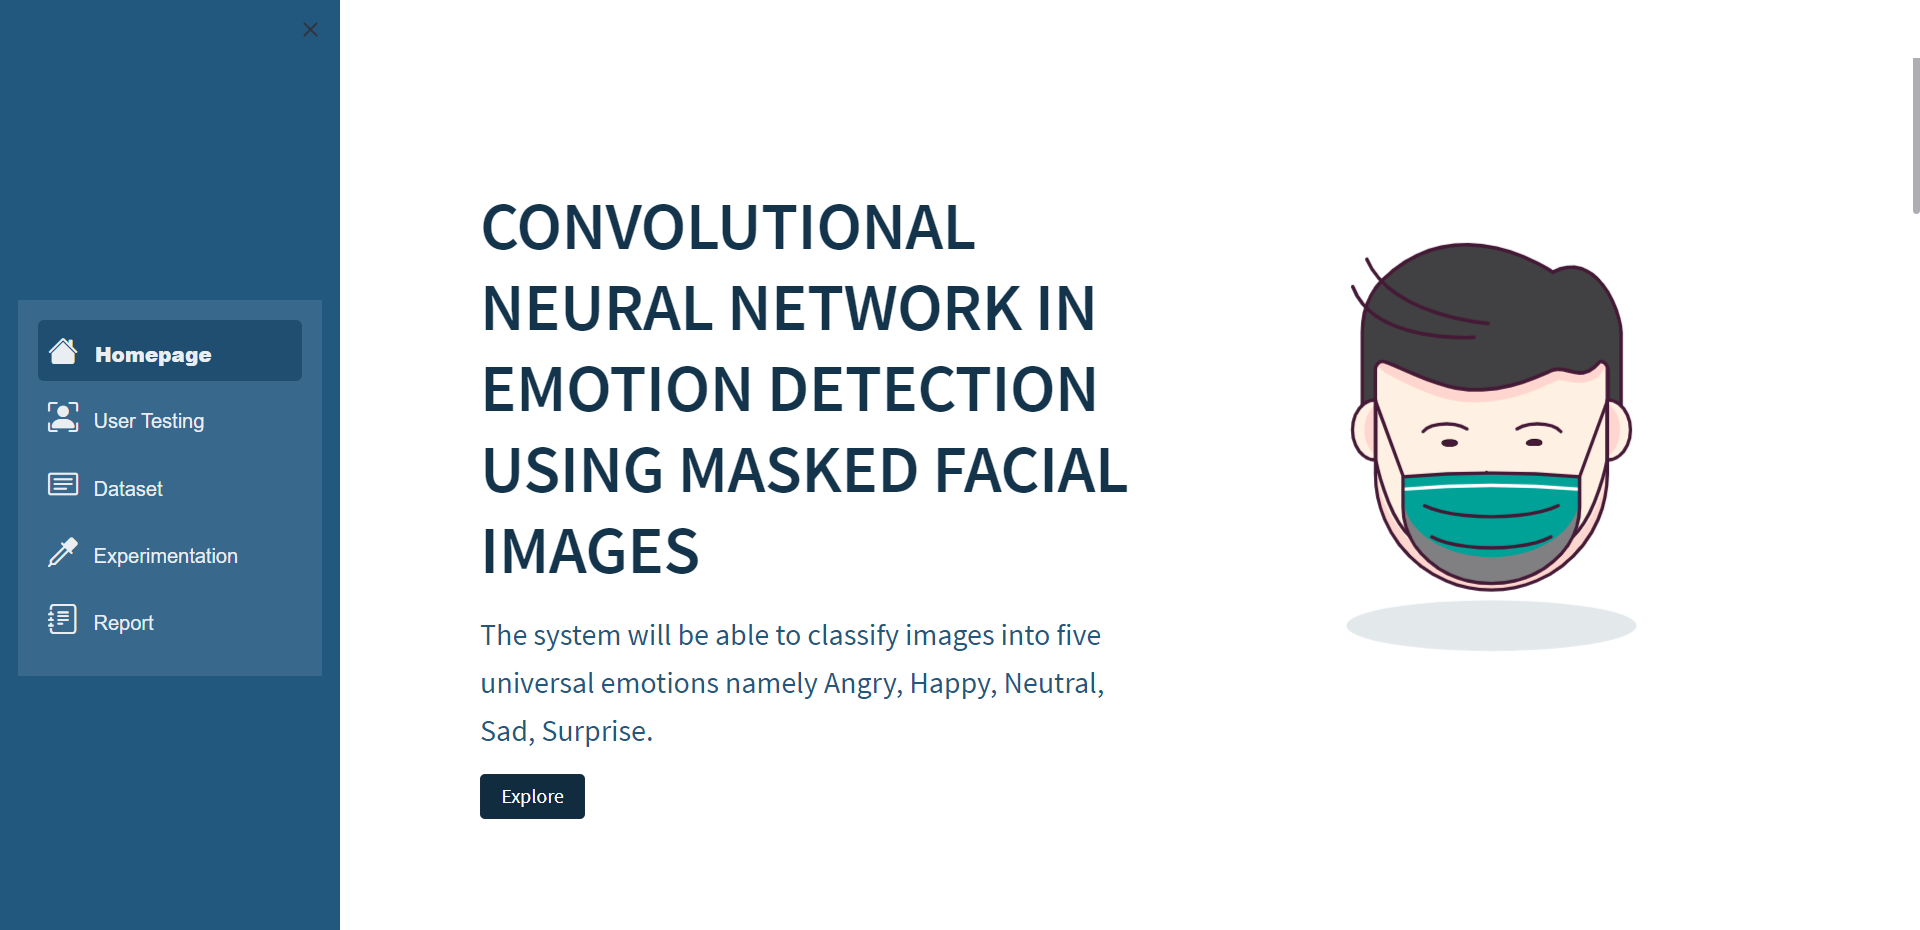 Homepage
User Testing
Dataset
Experimentation
Report
CONVOLUTIONAL
NEURAL NETWORK IN
EMOTION DETECTION
USING MASKED FACIAL
IMAGES
The system will be able to classify images into five
universal emotions namely Angry, Happy, Neutral,
Sad, Surprise.
Explore